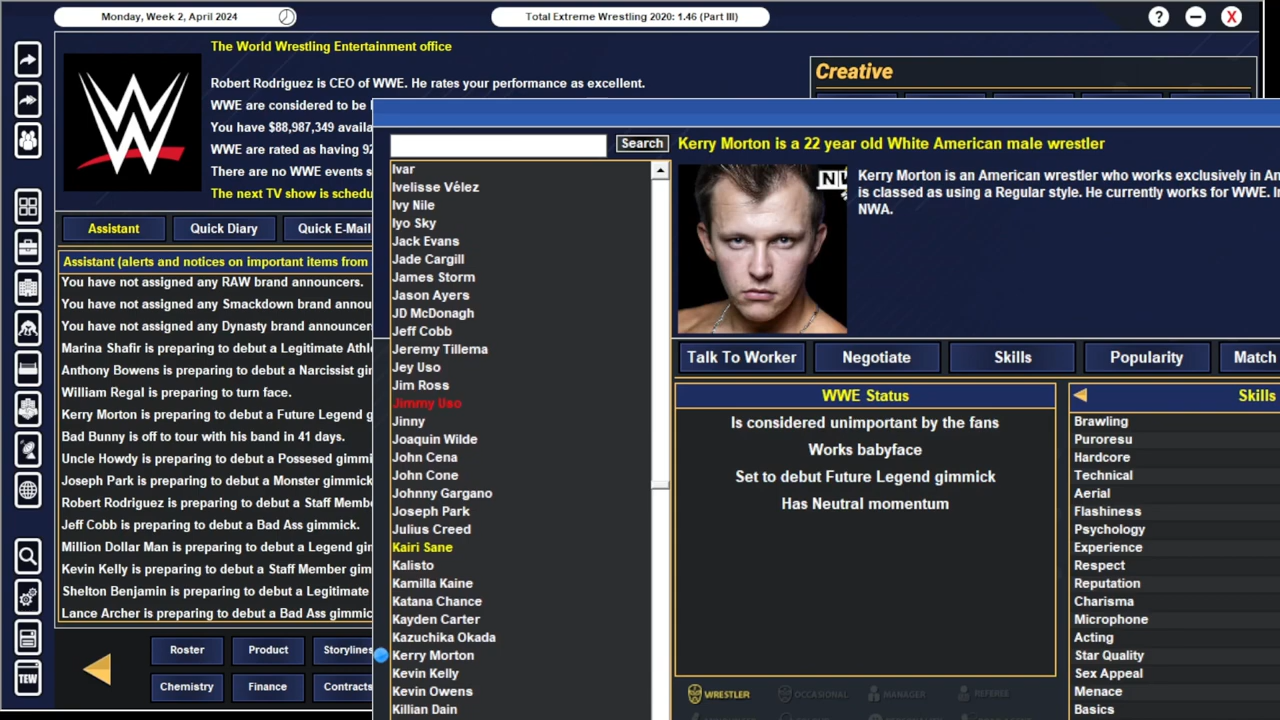 Monday, Week 2, April 2024
Total Extreme Wrestling 2020: 1.46 (Part III)
?
X
The World Wrestling Entertainment office
Robert Rodriguez is CEO of WWE. He rates your performance as excellent.
WWE are considered to be
You have $88,987,349 availa
WWE are rated as having 92
There are no WWE events s
The next TV show is schedu
Creative
Assistant
Quick Diary
Quick E-Mail
Assistant (alerts and notices on important items from
You have not assigned any RAW brand announcers.
You have not assigned any Smackdown brand annou
You have not assigned any Dynasty brand announcers
Marina Shafir is preparing to debut a Legitimate Athle
Anthony Bowens is preparing to debut a Narcissist gi
William Regal is preparing to turn face.
Kerry Morton is preparing to debut a Future Legend g
Bad Bunny is off to tour with his band in 41 days.
Uncle Howdy is preparing to debut a Possesed gimmi
Joseph Park is preparing to debut a Monster gimmick
Robert Rodriguez is preparing to debut a Staff Membe
Jeff Cobb is preparing to debut a Bad Ass gimmick.
Million Dollar Man is preparing to debut a Legend gi
Kevin Kelly is preparing to debut a Staff Member gim
Shelton Benjamin is preparing to debut a Legitimate
Lance Archer is preparing to debut a Bad Ass gimmic
Roster
Product
Storylines
Chemistry
Finance
Contracts
TEW
Search
Ivar
Ivelisse Vélez
Ivy Nile
Iyo Sky
Jack Evans
Jade Cargill
James Storm
Jason Ayers
JD McDonagh
Jeff Cobb
Jeremy Tillema
Jey Uso
Jim Ross
Jimmy Uso
Jinny
Joaquin Wilde
John Cena
John Cone
Johnny Gargano
Joseph Park
Julius Creed
Kairi Sane
Kalisto
Kamilla Kaine
Katana Chance
Kayden Carter
Kazuchika Okada
Kerry Morton
Kevin Kelly
Kevin Owens
Killian Dain
Kerry Morton is a 22 year old White American male wrestler
Kerry Morton is an American wrestler who works exclusively in An
is classed as using a Regular style. He currently works for WWE. In
NWA.
Talk To Worker
Negotiate
Skills
Popularity
Match
WWE Status
Is considered unimportant by the fans
Works babyface
Set to debut Future Legend gimmick
Has Neutral momentum
WRESTLER
OCCASIONAL
MANAGER
REFEREE
Skills
Brawling
Puroresu
Hardcore
Technical
Aerial
Flashiness
Psychology
Experience
Respect
Reputation
Charisma
Microphone
Acting
Star Quality
Sex Appeal
Menace
Basics